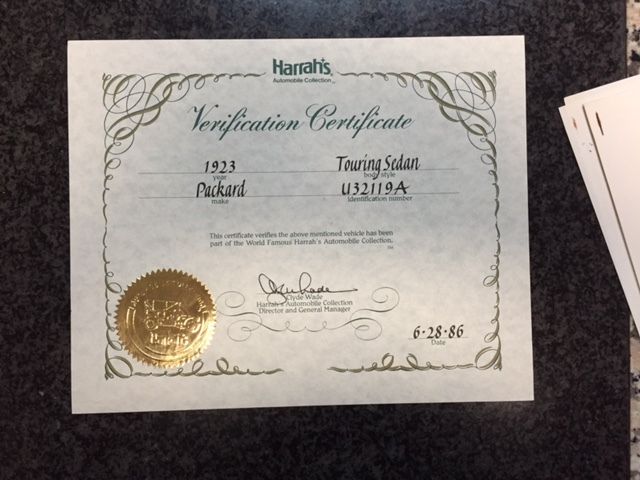 Harrah's
Automobile Collection
Verification Certificate
1923 Touring Sedan
year body style
Packard U32119A
make identification number
This certificate verifies the above mentioned vehicle has been
part of the World Famous Harrah's Automobile Collection.
Clyde Wade
Clyde Wade
Harrah's Automobile Collection
Director and General Manager
6-28-86
Date